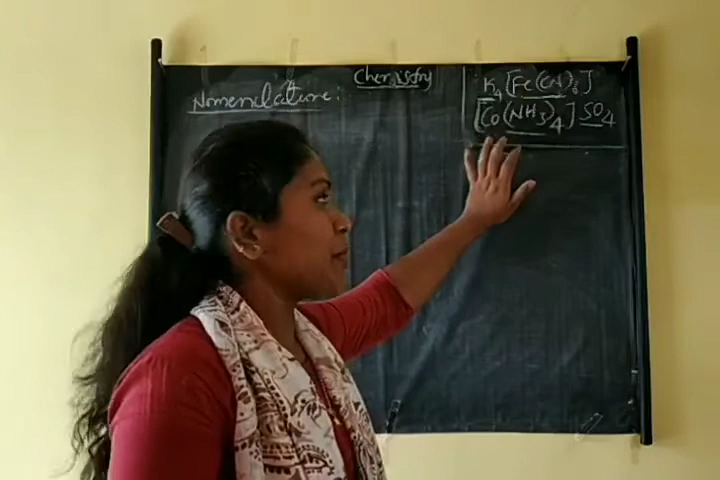 Chemistry
Nomenclature:
K₄[Fe(CN)₆]
[Co(NH₃)₄]SO₄